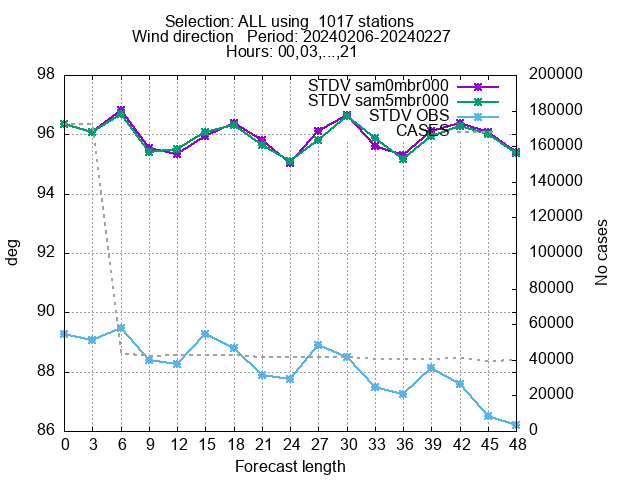 Selection: ALL using  1017 stations
Wind direction   Period: 20240206-20240227
Hours: 00,03,...,21
STDV sam0mbr000
STDV sam5mbr000
STDV OBS
CASES
98
96
94
92
90
88
86
deg
200000
180000
160000
140000
120000
100000
80000
60000
40000
20000
0
No cases
0 3 6 9 12 15 18 21 24 27 30 33 36 39 42 45 48
Forecast length